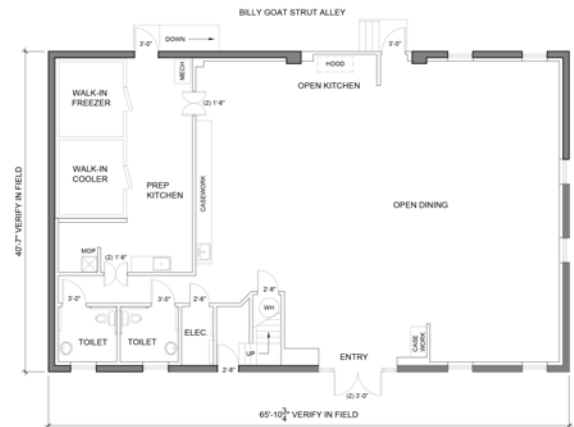 BILLY GOAT STRUT ALLEY
3'-0"
DOWN
3'-0"
MECH
HOOD
OPEN KITCHEN
WALK-IN
FREEZER
(2) 1'-6"
WALK-IN
COOLER
PREP
KITCHEN
CASEWORK
OPEN DINING
40'-7" VERIFY IN FIELD
MOP
(2) 1'-6"
3'-0"
3'-0"
2'-6"
2'-8"
WH
TOILET
TOILET
ELEC.
UP
CASE
WORK
ENTRY
2'-8"
(2) 3'-0"
65'-10 3/4" VERIFY IN FIELD